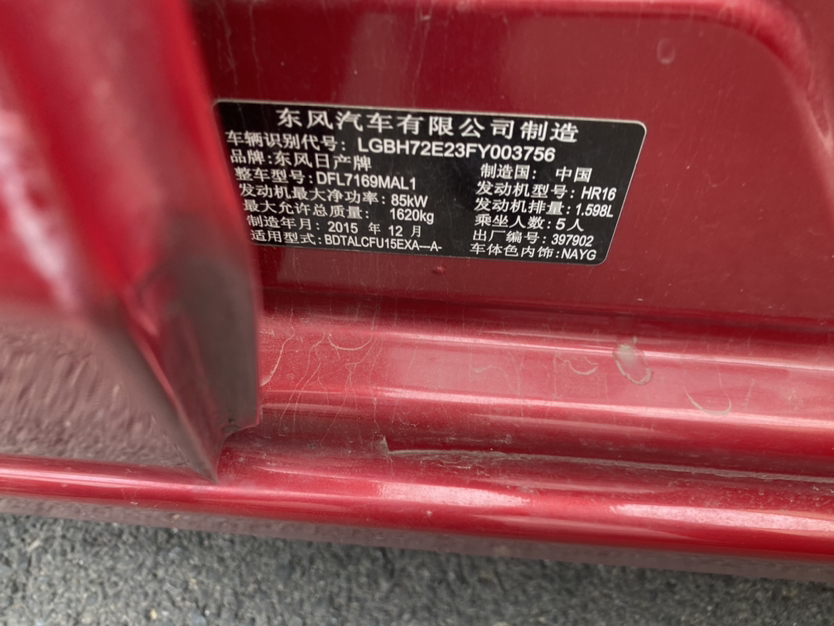 东风汽车有限公司制造
车辆识别代号: LGBH72E23FY003756
品牌:东风日产牌 制造国: 中国
整车型号:DFL7169MAL1 发动机型号: HR16
发动机最大净功率: 85kW 发动机排量: 1.598L
最大允许总质量: 1620kg 乘坐人数: 5人
制造年月: 2015 年 12 月 出厂编号: 397902
适用型式:BDTALCFU15EXA—A- 车体色内饰:NAYG